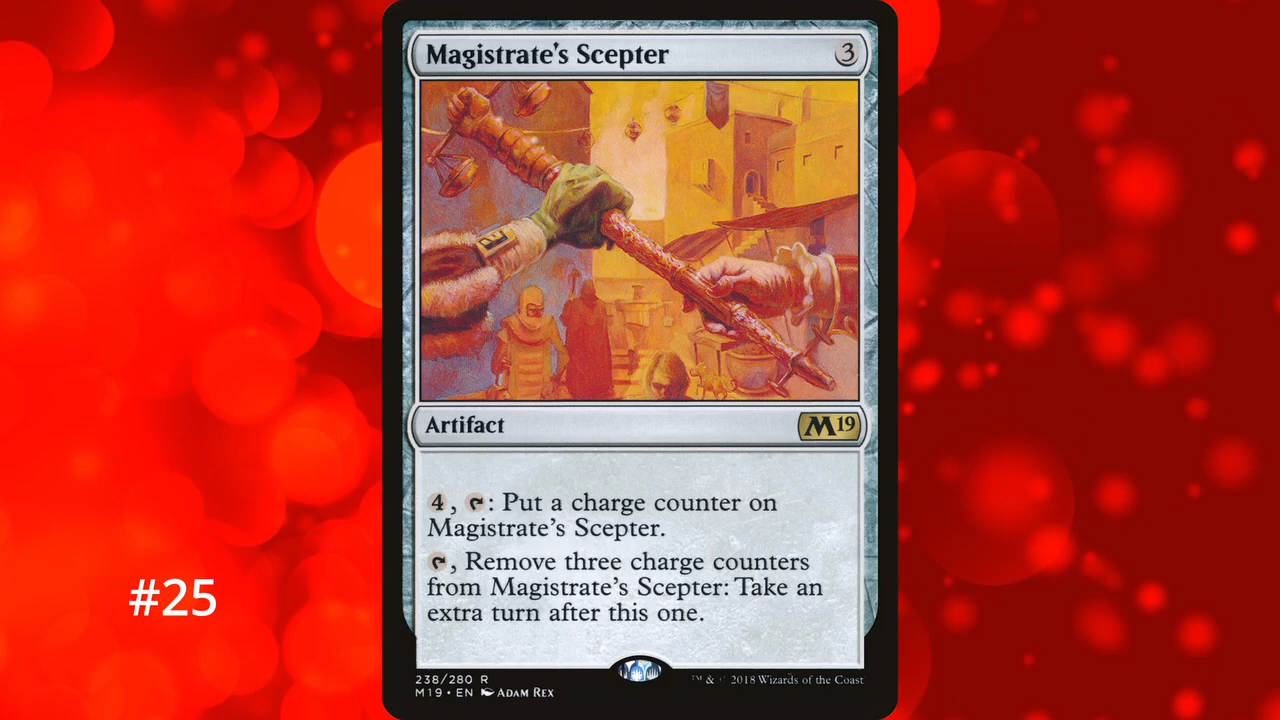 Magistrate's Scepter 3
Artifact M19
4, : Put a charge counter on
Magistrate's Scepter.
, Remove three charge counters
from Magistrate's Scepter: Take an
extra turn after this one.
#25
238/280 R
M19 • EN ADAM REX
™ & © 2018 Wizards of the Coast